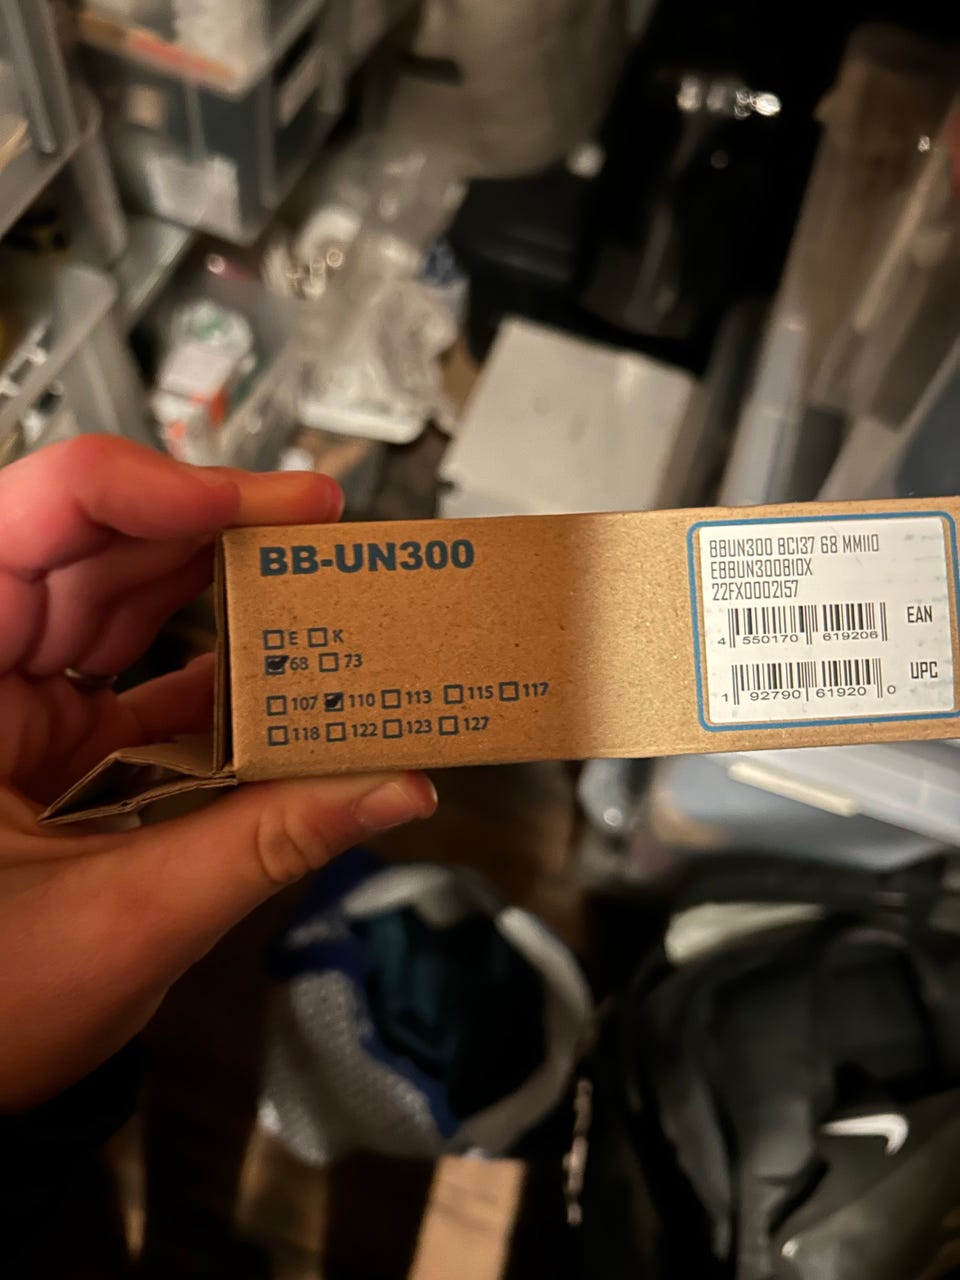 BB-UN300
E K
68 73
107 110 113 115 117
118 122 123 127
BBUN300 BC137 68 MM110
EBBUN300B10X
22FX0002157
EAN
4 550170 619206
UPC
1 92790 61920 0